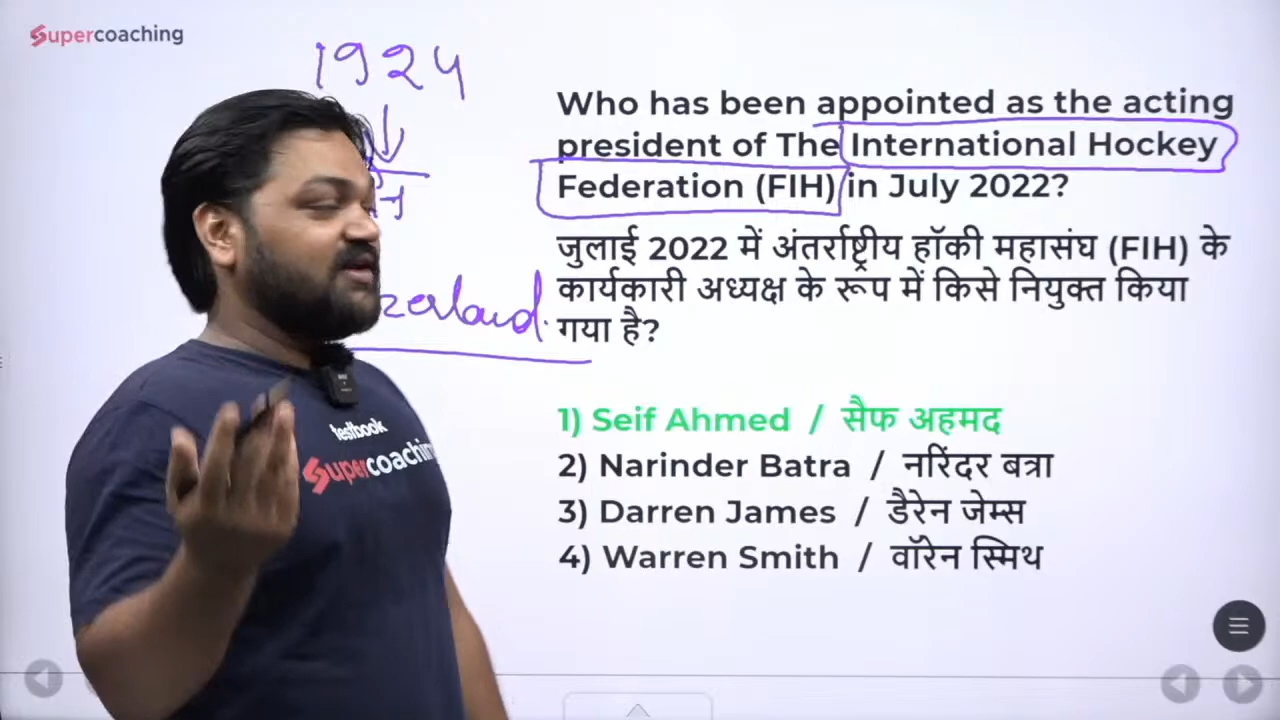 Supercoaching
1924
Who has been appointed as the acting
president of The International Hockey
Federation (FIH) in July 2022?
जुलाई 2022 में अंतर्राष्ट्रीय हॉकी महासंघ (FIH) के
कार्यकारी अध्यक्ष के रूप में किसे नियुक्त किया
गया है?
1) Seif Ahmed / सैफ अहमद
2) Narinder Batra / नरिंदर बत्रा
3) Darren James / डैरेन जेम्स
4) Warren Smith / वॉरेन स्मिथ
testbook
Supercoaching